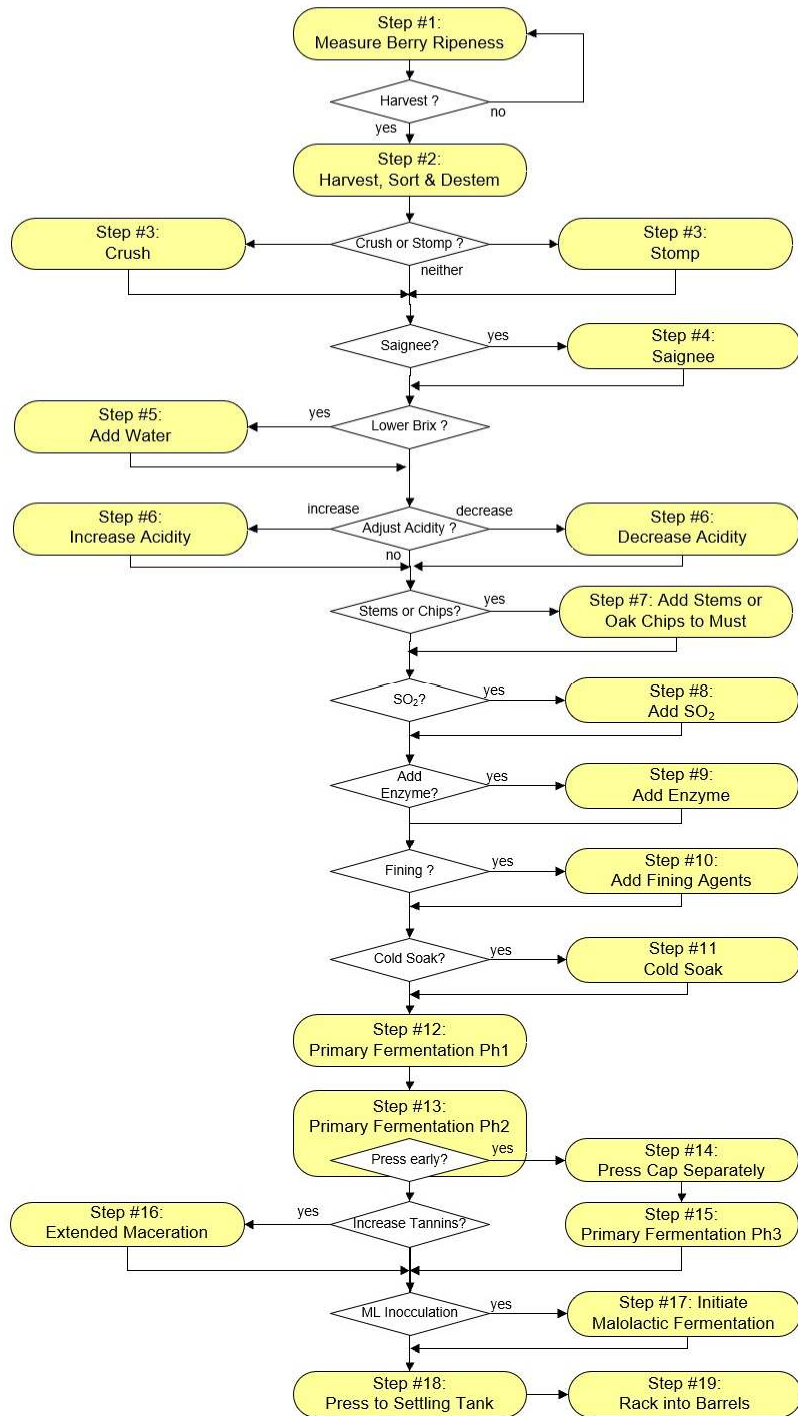 Step #1:
Measure Berry Ripeness
Harvest ?
no
yes
Step #2:
Harvest, Sort & Destem
Step #3:
Crush
Crush or Stomp ?
Step #3:
Stomp
neither
Saignee?
yes
Step #4:
Saignee
Step #5:
Add Water
yes
Lower Brix ?
Step #6:
Increase Acidity
increase
Adjust Acidity ?
decrease
Step #6:
Decrease Acidity
no
Stems or Chips?
yes
Step #7: Add Stems or
Oak Chips to Must
SO₂?
yes
Step #8:
Add SO₂
Add
Enzyme?
yes
Step #9:
Add Enzyme
Fining ?
yes
Step #10:
Add Fining Agents
Cold Soak?
yes
Step #11
Cold Soak
Step #12:
Primary Fermentation Ph1
Step #13:
Primary Fermentation Ph2
Press early?
yes
Step #14:
Press Cap Separately
Step #16:
Extended Maceration
yes
Increase Tannins?
Step #15:
Primary Fermentation Ph3
ML Inocculation
yes
Step #17: Initiate
Malolactic Fermentation
Step #18:
Press to Settling Tank
Step #19:
Rack into Barrels